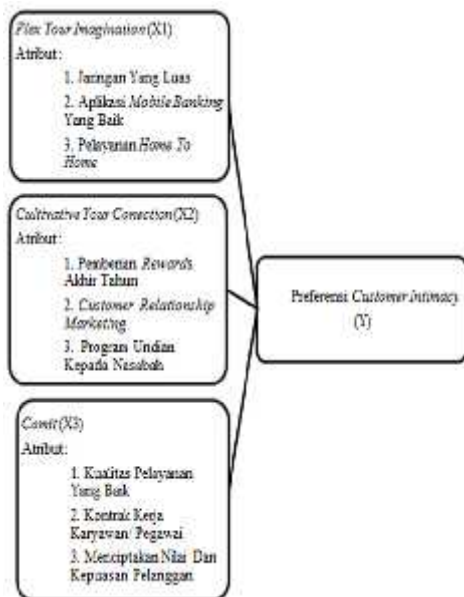 Flex Your Imagination (X1)
Atribut:
1. Jaringan Yang Luas
2. Aplikasi Mobile Banking
Yang Baik
3. Pelayanan Home To
Home
Cultivative Your Conection (X2)
Atribut:
1. Pemberian Rewards
Akhir Tahun
2. Customer Relationship
Marketing
3. Program Undian
Kepada Nasabah
Comit (X3)
Atribut:
1. Kualitas Pelayanan
Yang Baik
2. Kontrak Kerja
Karyawan/ Pegawai
3. Menciptakan Nilai Dan
Kepuasan Pelanggan
Preferensi Customer Intimacy
(Y)